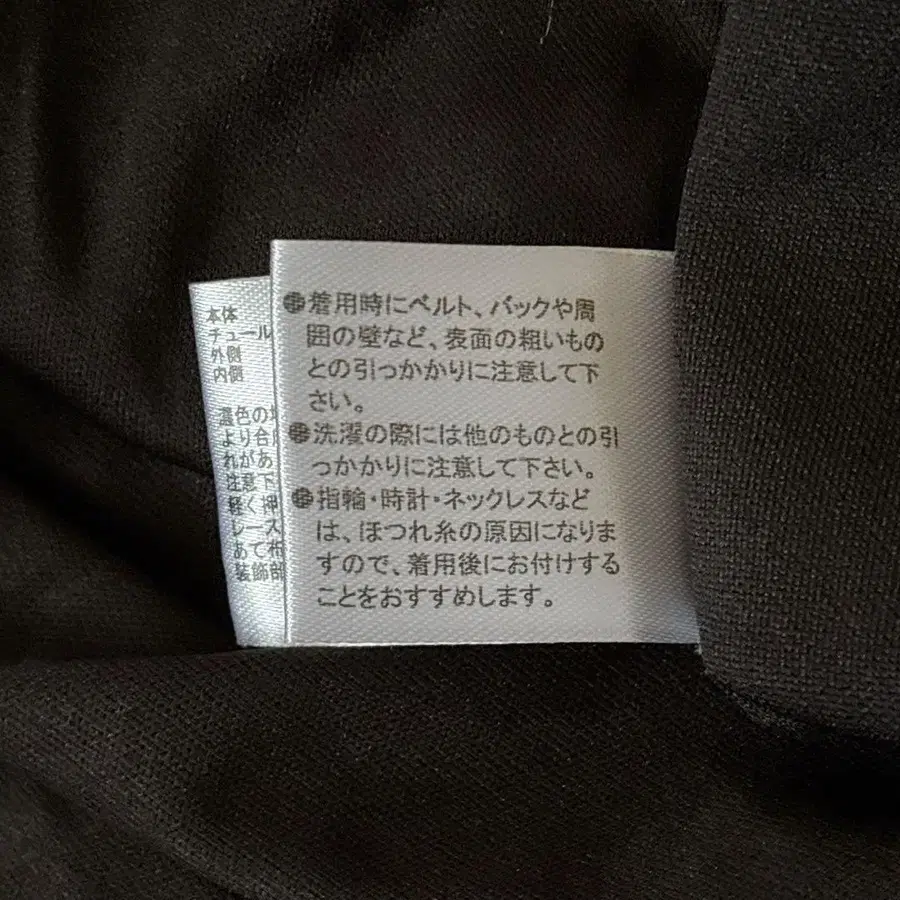 本体
チュール
外側
内側
濃色の
より合
れがあ
注意下
軽く押
レース
あて布
装飾部
着用時にベルト、バックや周
囲の壁など、表面の粗いもの
との引っかかりに注意して下
さい。
洗濯の際には他のものとの引
っかかりに注意して下さい。
指輪・時計・ネックレスなど
は、ほつれ糸の原因になりま
すので、着用後にお付けする
ことをおすすめします。